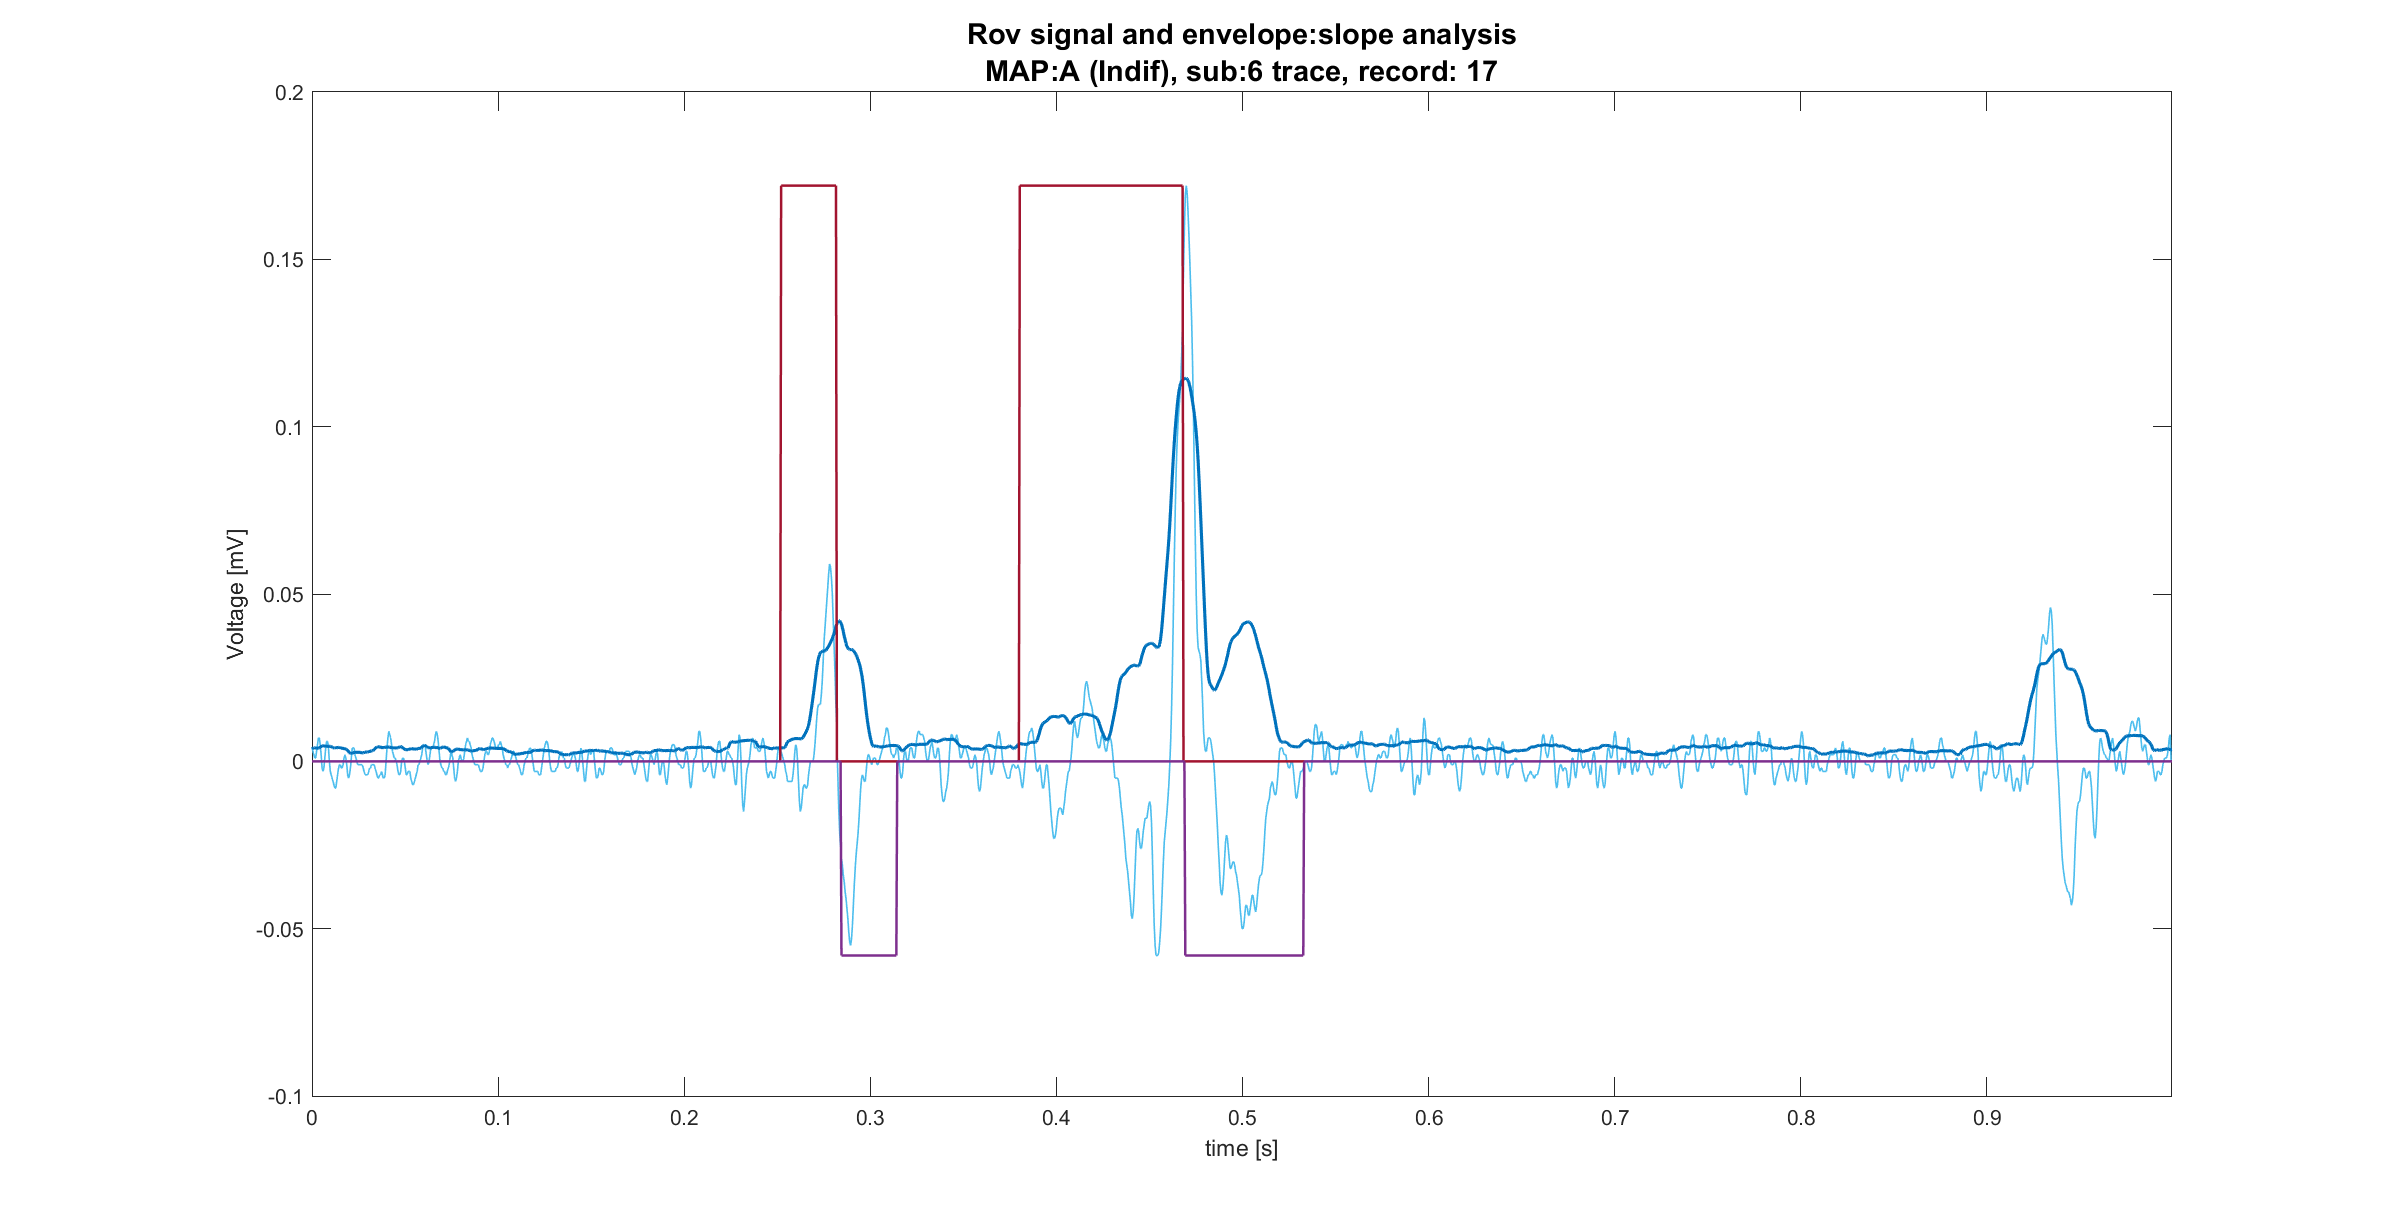 Rov signal and envelope:slope analysis
MAP:A (Indif), sub:6 trace, record: 17
0.2
0.15
0.1
0.05
0
-0.05
-0.1
Voltage [mV]
0 0.1 0.2 0.3 0.4 0.5 0.6 0.7 0.8 0.9
time [s]